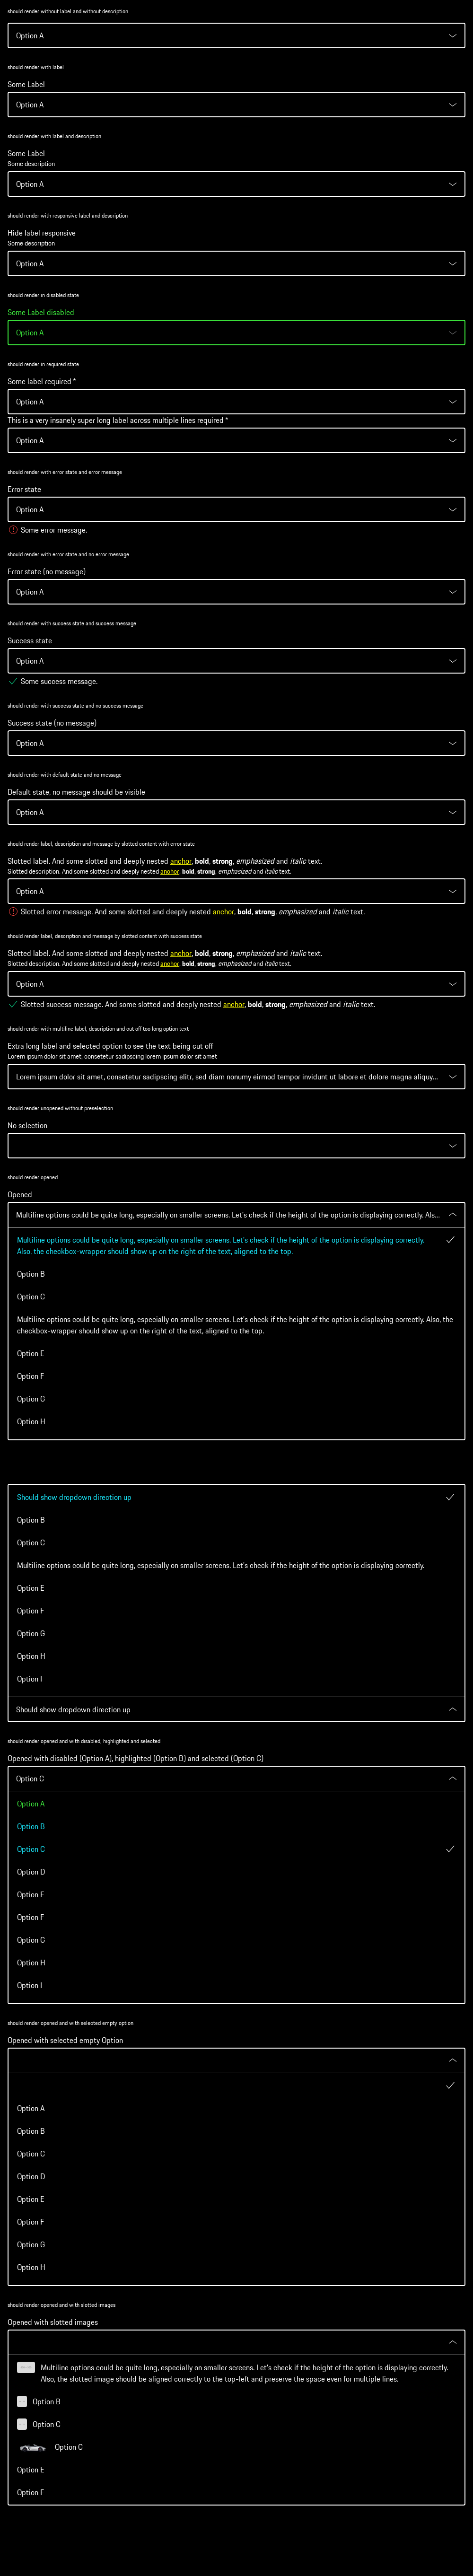 should render without label and without description
Option A
should render with label
Some Label
Option A
should render with label and description
Some Label
Some description
Option A
should render with responsive label and description
Hide label responsive
Some description
Option A
should render in disabled state
Some Label disabled
Option A
should render in required state
Some label required *
Option A
This is a very insanely super long label across multiple lines required *
Option A
should render with error state and error message
Error state
Option A
Some error message.
should render with error state and no error message
Error state (no message)
Option A
should render with success state and success message
Success state
Option A
Some success message.
should render with success state and no success message
Success state (no message)
Option A
should render with default state and no message
Default state, no message should be visible
Option A
should render label, description and message by slotted content with error state
Slotted label. And some slotted and deeply nested anchor, bold, strong, emphasized and italic text.
Slotted description. And some slotted and deeply nested anchor, bold, strong, emphasized and italic text.
Option A
Slotted error message. And some slotted and deeply nested anchor, bold, strong, emphasized and italic text.
should render label, description and message by slotted content with success state
Slotted label. And some slotted and deeply nested anchor, bold, strong, emphasized and italic text.
Slotted description. And some slotted and deeply nested anchor, bold, strong, emphasized and italic text.
Option A
Slotted success message. And some slotted and deeply nested anchor, bold, strong, emphasized and italic text.
should render with multiline label, description and cut off too long option text
Extra long label and selected option to see the text being cut off
Lorem ipsum dolor sit amet, consetetur sadipscing lorem ipsum dolor sit amet
Lorem ipsum dolor sit amet, consetetur sadipscing elitr, sed diam nonumy eirmod tempor invidunt ut labore et dolore magna aliquy...
should render unopened without preselection
No selection
should render opened
Opened
Multiline options could be quite long, especially on smaller screens. Let's check if the height of the option is displaying correctly. Als...
Multiline options could be quite long, especially on smaller screens. Let's check if the height of the option is displaying correctly.
Also, the checkbox-wrapper should show up on the right of the text, aligned to the top.
Option B
Option C
Multiline options could be quite long, especially on smaller screens. Let's check if the height of the option is displaying correctly. Also, the
checkbox-wrapper should show up on the right of the text, aligned to the top.
Option E
Option F
Option G
Option H
Should show dropdown direction up
Option B
Option C
Multiline options could be quite long, especially on smaller screens. Let's check if the height of the option is displaying correctly.
Option E
Option F
Option G
Option H
Option I
Should show dropdown direction up
should render opened and with disabled, highlighted and selected
Opened with disabled (Option A), highlighted (Option B) and selected (Option C)
Option C
Option A
Option B
Option C
Option D
Option E
Option F
Option G
Option H
Option I
should render opened and with selected empty option
Opened with selected empty Option
Option A
Option B
Option C
Option D
Option E
Option F
Option G
Option H
should render opened and with slotted images
Opened with slotted images
Multiline options could be quite long, especially on smaller screens. Let's check if the height of the option is displaying correctly.
Also, the slotted image should be aligned correctly to the top-left and preserve the space even for multiple lines.
Option B
Option C
Option C
Option E
Option F